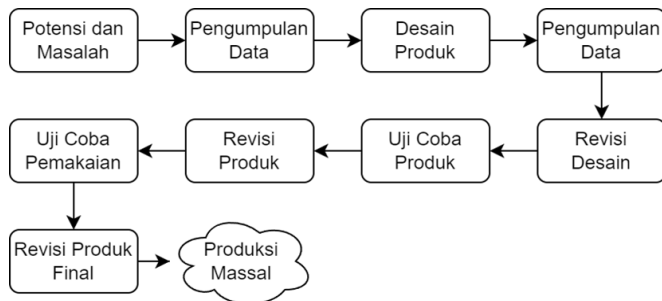 Potensi dan
Masalah
Pengumpulan
Data
Desain
Produk
Pengumpulan
Data
Revisi
Desain
Uji Coba
Produk
Revisi
Produk
Uji Coba
Pemakaian
Revisi Produk
Final
Produksi
Massal